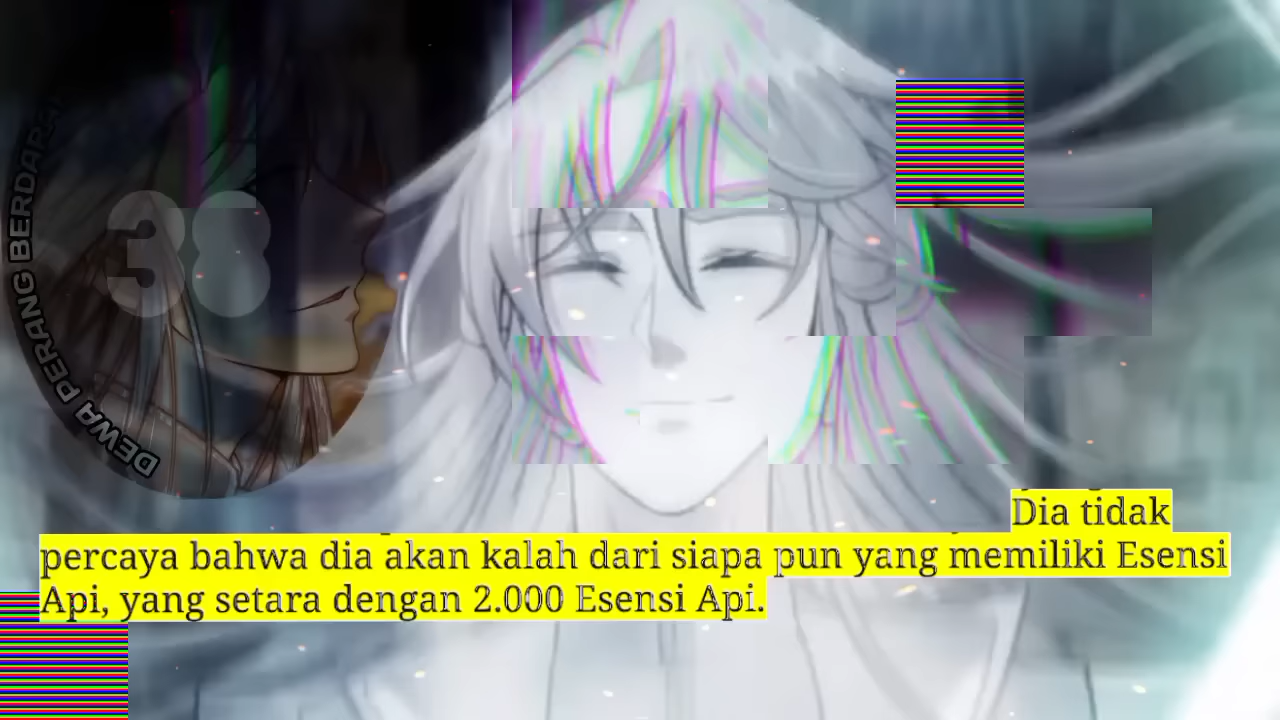 DEWA PERANG BERDARAH
38
Dia tidak
percaya bahwa dia akan kalah dari siapa pun yang memiliki Esensi
Api, yang setara dengan 2.000 Esensi Api.